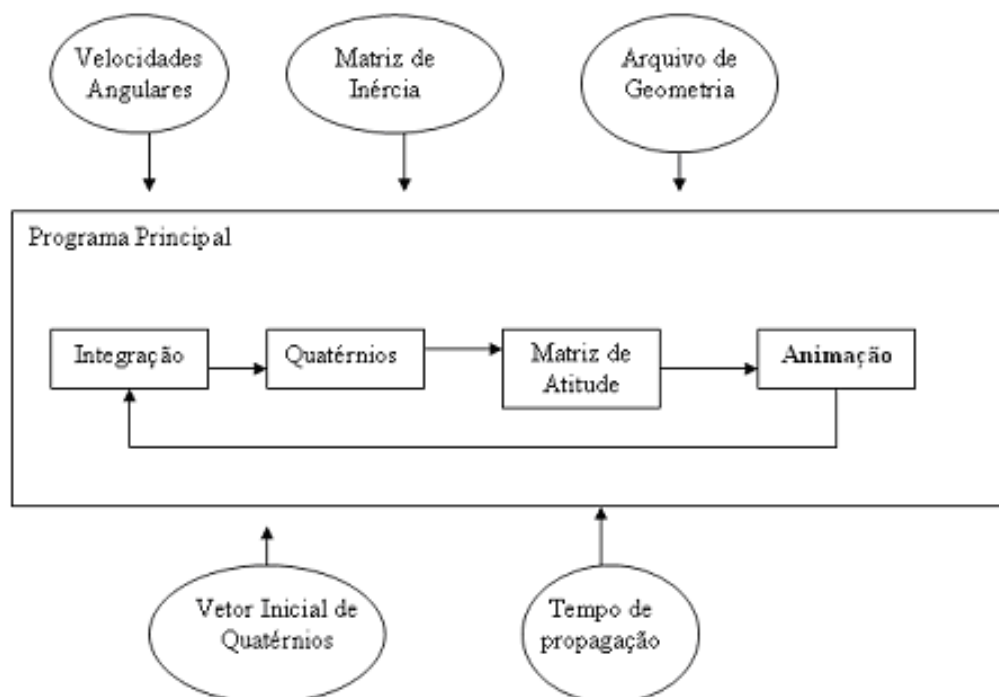 Velocidades
Angulares
Matriz de
Inércia
Arquivo de
Geometria
Programa Principal
Integração
Quatérnios
Matriz de
Atitude
Animação
Vetor Inicial de
Quatérnios
Tempo de
propagação